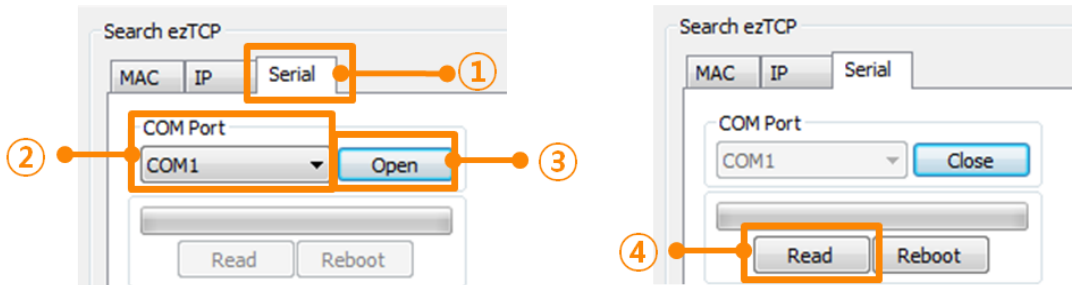 Search ezTCP
MAC IP Serial ①
COM Port
② COM1 Open ③
Read Reboot
Search ezTCP
MAC IP Serial
COM Port
COM1 Close
④ Read Reboot